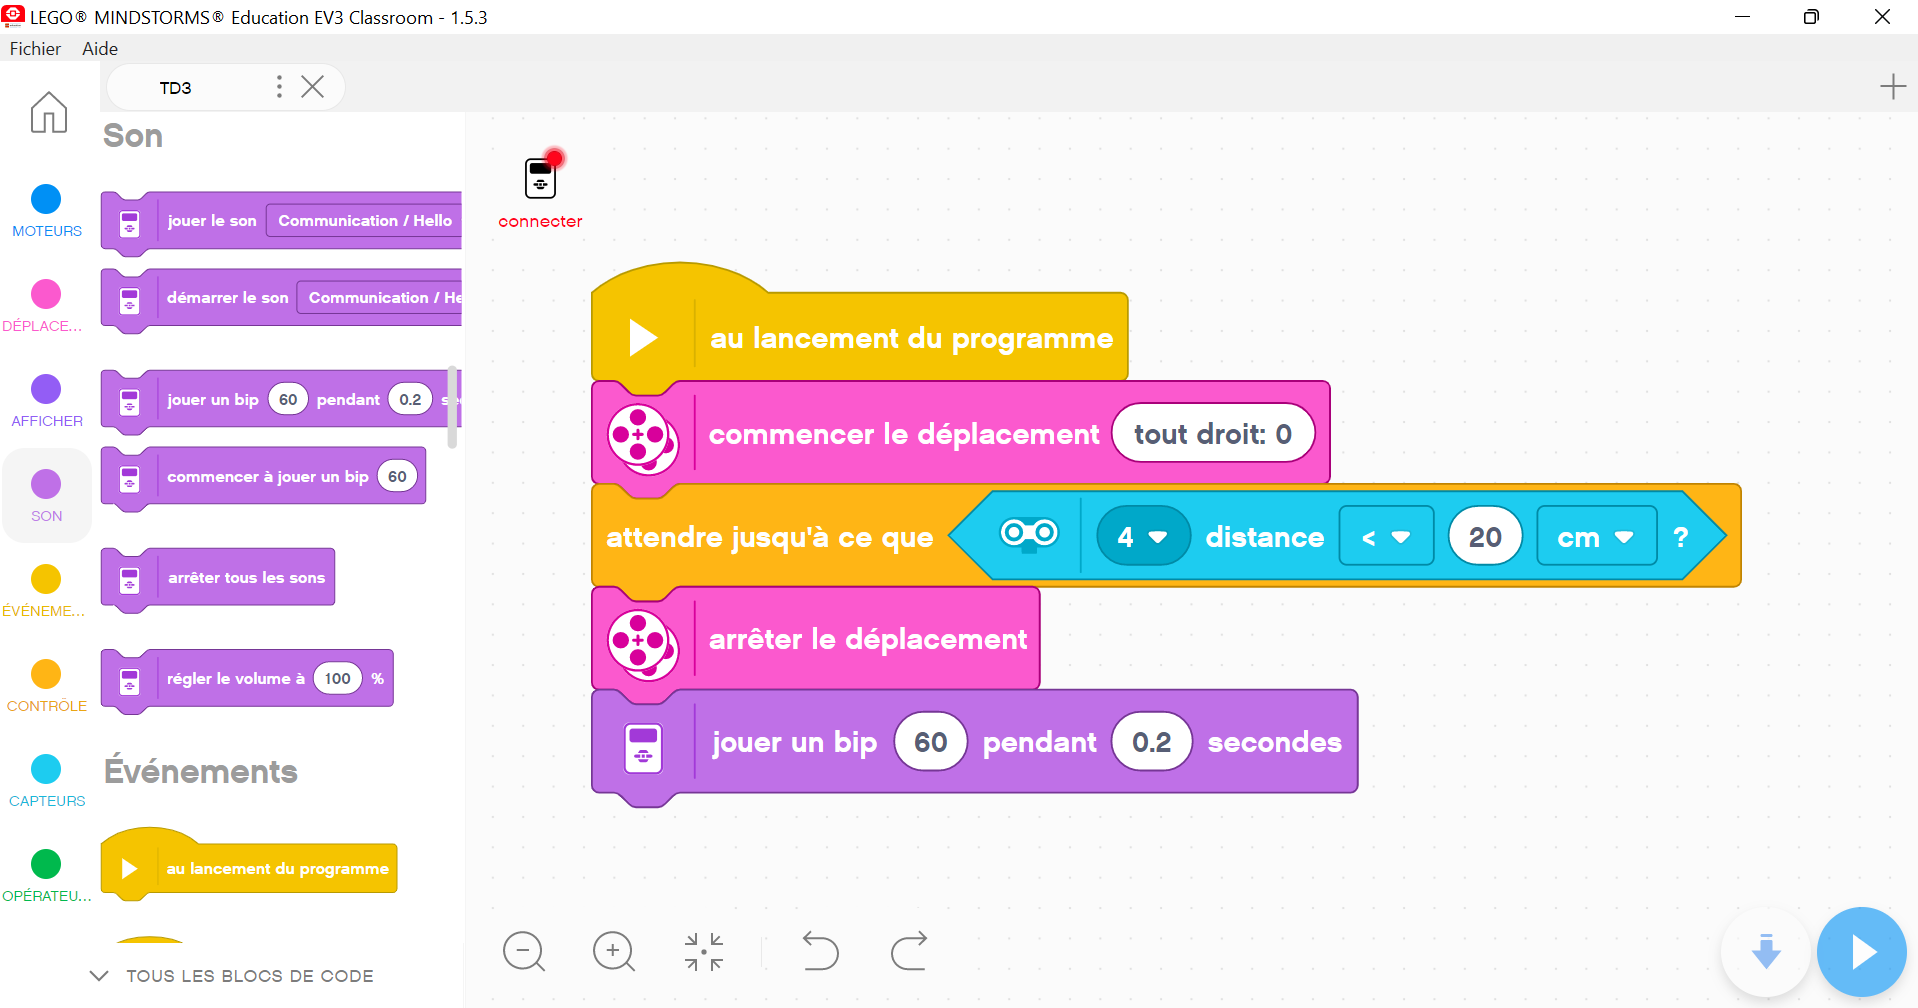 LEGO® MINDSTORMS® Education EV3 Classroom - 1.5.3
Fichier Aide
TD3
Son
MOTEURS
DÉPLACE...
AFFICHER
SON
ÉVÉNEME...
CONTRÔLE
CAPTEURS
OPÉRATEU...
jouer le son Communication / Hello
démarrer le son Communication / He
jouer un bip 60 pendant 0.2 se
commencer à jouer un bip 60
arrêter tous les sons
régler le volume à 100 %
Événements
au lancement du programme
TOUS LES BLOCS DE CODE
connecter
au lancement du programme
commencer le déplacement tout droit: 0
attendre jusqu'à ce que 4 distance < 20 cm ?
arrêter le déplacement
jouer un bip 60 pendant 0.2 secondes